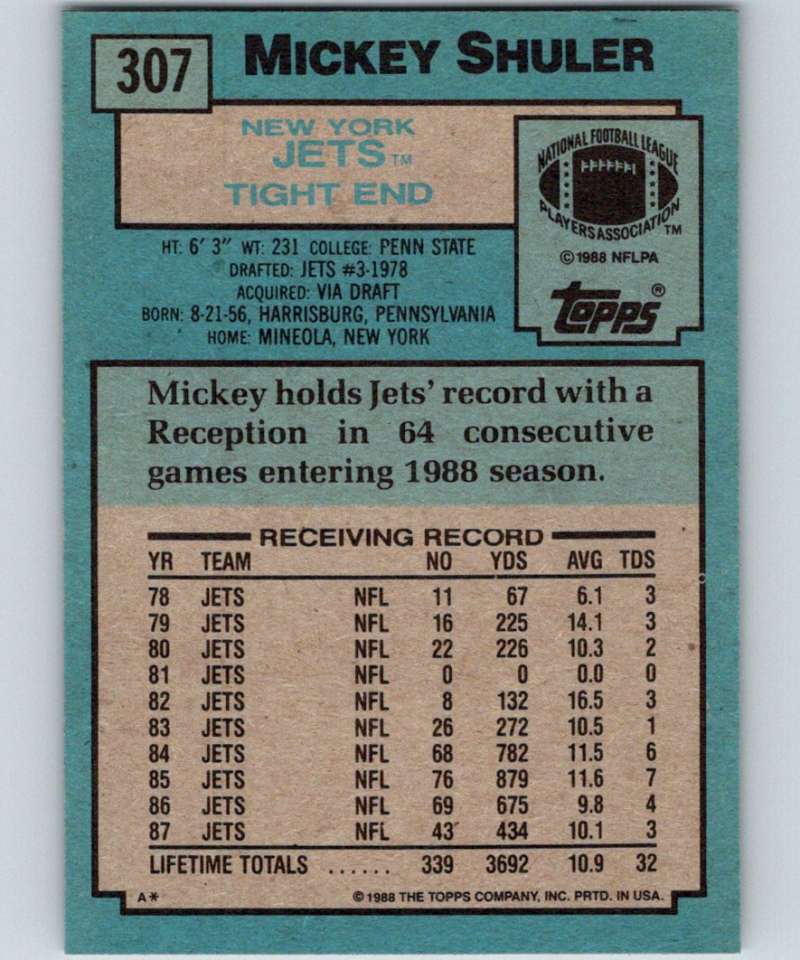 307
MICKEY SHULER
NEW YORK
JETS™
TIGHT END
NATIONAL FOOTBALL LEAGUE
PLAYERS ASSOCIATION™
©1988 NFLPA
Topps®
HT: 6' 3" WT: 231 COLLEGE: PENN STATE
DRAFTED: JETS #3-1978
ACQUIRED: VIA DRAFT
BORN: 8-21-56, HARRISBURG, PENNSYLVANIA
HOME: MINEOLA, NEW YORK
Mickey holds Jets' record with a
Reception in 64 consecutive
games entering 1988 season.
RECEIVING RECORD
YR TEAM NO YDS AVG TDS
78 JETS NFL 11 67 6.1 3
79 JETS NFL 16 225 14.1 3
80 JETS NFL 22 226 10.3 2
81 JETS NFL 0 0 0.0 0
82 JETS NFL 8 132 16.5 3
83 JETS NFL 26 272 10.5 1
84 JETS NFL 68 782 11.5 6
85 JETS NFL 76 879 11.6 7
86 JETS NFL 69 675 9.8 4
87 JETS NFL 43 434 10.1 3
LIFETIME TOTALS ...... 339 3692 10.9 32
A* ©1988 THE TOPPS COMPANY, INC. PRTD. IN USA.